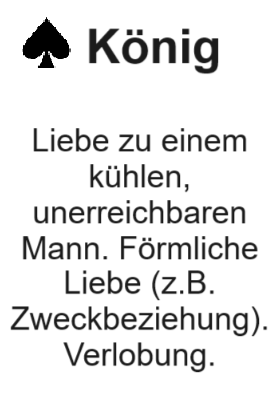 ♠ König
Liebe zu einem
kühlen,
unerreichbaren
Mann. Förmliche
Liebe (z.B.
Zweckbeziehung).
Verlobung.